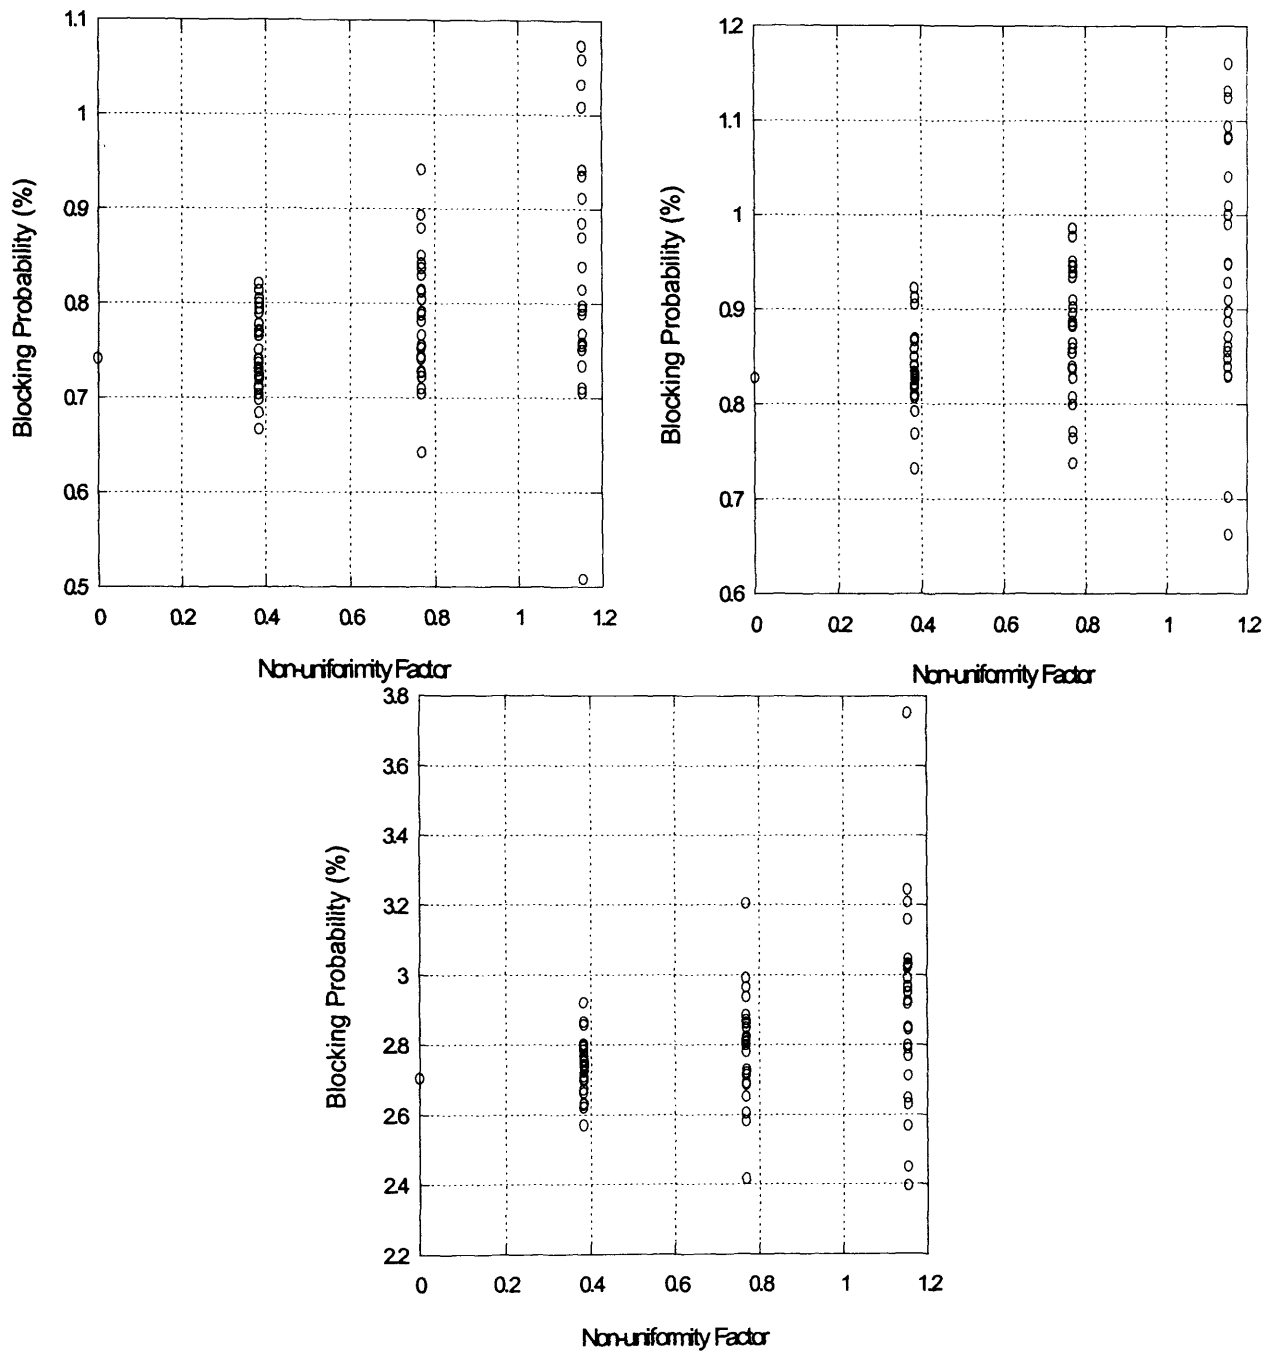 1.1
1
0.9
0.8
0.7
0.6
0.5
Blocking Probability (%)
0 0.2 0.4 0.6 0.8 1 1.2
Non-uniforimity Factor
1.2
1.1
1
0.9
0.8
0.7
0.6
Blocking Probability (%)
0 0.2 0.4 0.6 0.8 1 1.2
Non-uniformity Factor
3.8
3.6
3.4
3.2
3
2.8
2.6
2.4
2.2
Blocking Probability (%)
0 0.2 0.4 0.6 0.8 1 1.2
Non-uniformity Factor